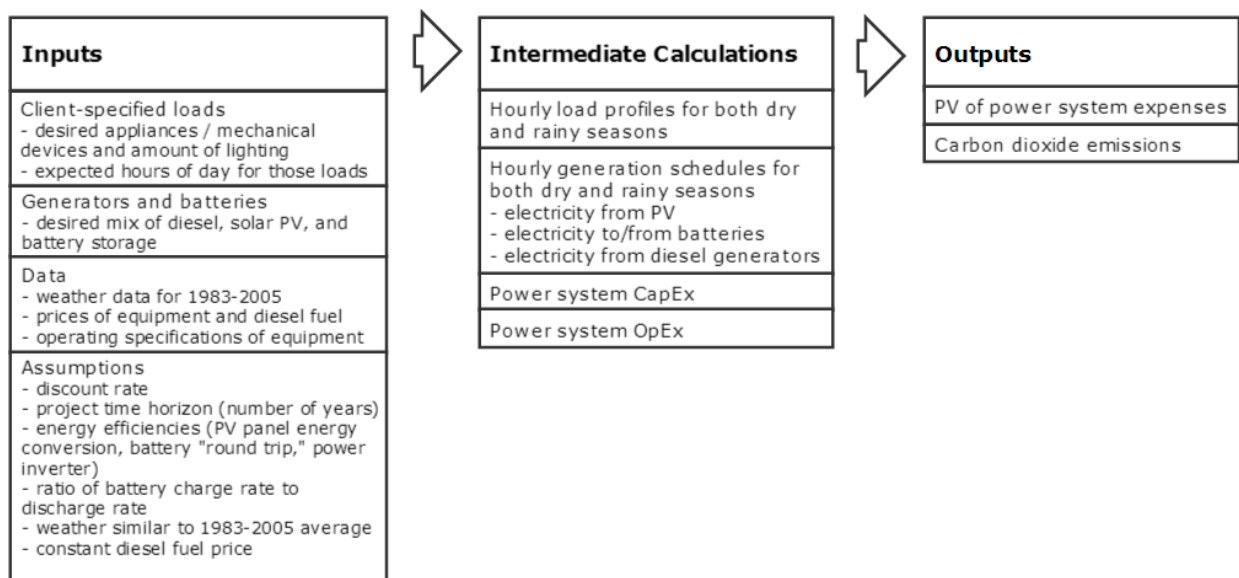 Inputs
Client-specified loads
- desired appliances / mechanical
devices and amount of lighting
- expected hours of day for those loads
Generators and batteries
- desired mix of diesel, solar PV, and
battery storage
Data
- weather data for 1983-2005
- prices of equipment and diesel fuel
- operating specifications of equipment
Assumptions
- discount rate
- project time horizon (number of years)
- energy efficiencies (PV panel energy
conversion, battery "round trip," power
inverter)
- ratio of battery charge rate to
discharge rate
- weather similar to 1983-2005 average
- constant diesel fuel price
Intermediate Calculations
Hourly load profiles for both dry
and rainy seasons
Hourly generation schedules for
both dry and rainy seasons
- electricity from PV
- electricity to/from batteries
- electricity from diesel generators
Power system CapEx
Power system OpEx
Outputs
PV of power system expenses
Carbon dioxide emissions